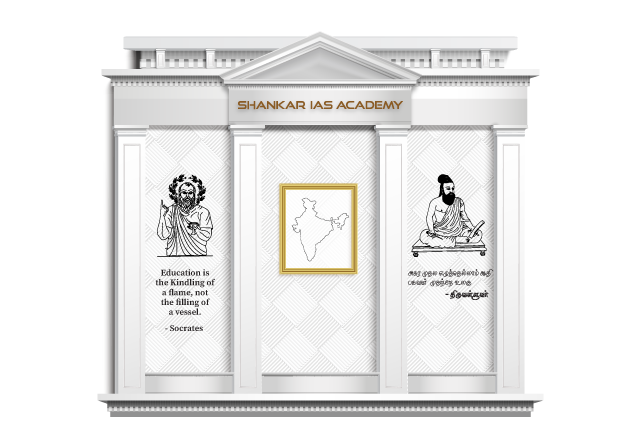 SHANKAR IAS ACADEMY
Education is
the Kindling of
a flame, not
the filling of
a vessel.
- Socrates
அகர முதல எழுத்தெல்லாம் ஆதி
பகவன் முதற்றே உலகு
- திருவள்ளுவர்